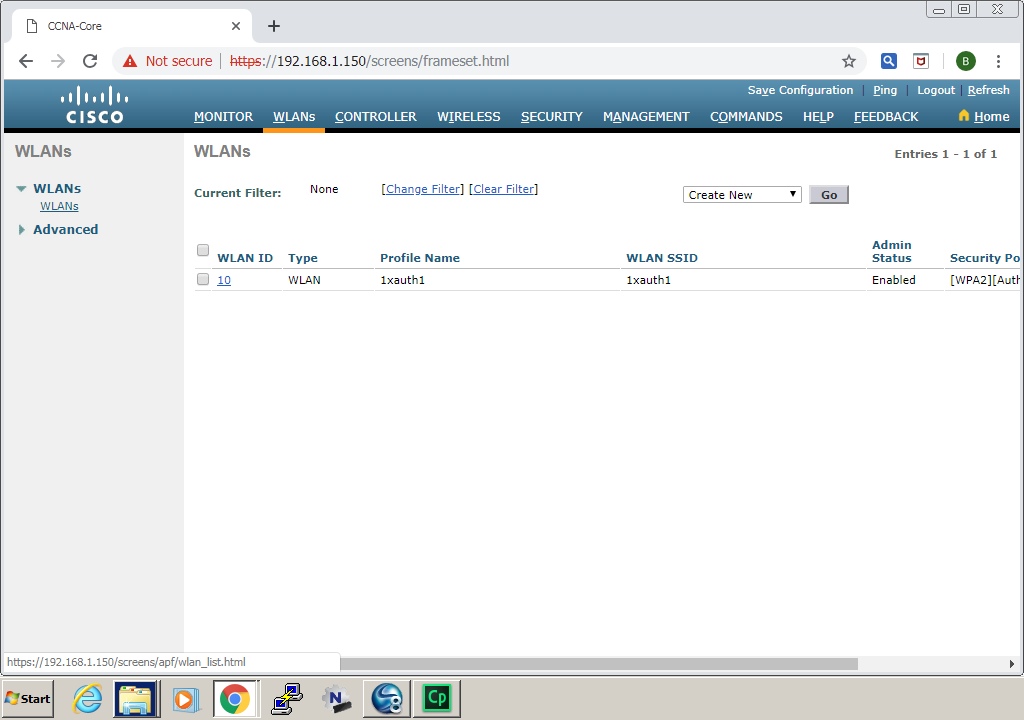 CCNA-Core
Not secure https://192.168.1.150/screens/frameset.html
B
Save Configuration | Ping | Logout | Refresh
CISCO
MONITOR WLANs CONTROLLER WIRELESS SECURITY MANAGEMENT COMMANDS HELP FEEDBACK Home
WLANs
WLANs
WLANs
Advanced
WLANs
Entries 1 - 1 of 1
Current Filter: None [Change Filter] [Clear Filter]
Create New Go
WLAN ID Type Profile Name WLAN SSID Admin Status Security Po
10 WLAN 1xauth1 1xauth1 Enabled [WPA2][Auth
https://192.168.1.150/screens/apf/wlan_list.html
Start
N
Cp